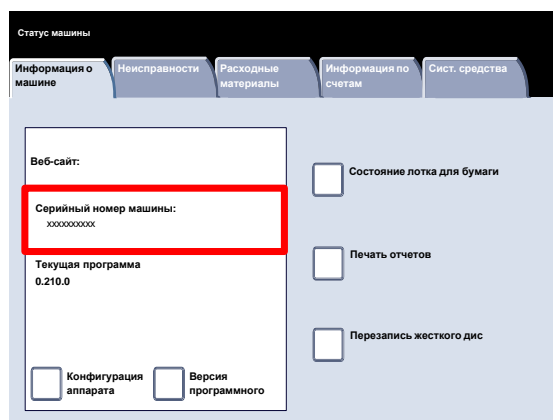 Статус машины
Информация о
машине
Неисправности
Расходные
материалы
Информация по
счетам
Сист. средства
Веб-сайт:
Серийный номер машины:
xxxxxxxxxx
Текущая программа
0.210.0
Конфигурация
аппарата
Версия
программного
Состояние лотка для бумаги
Печать отчетов
Перезапись жесткого дис